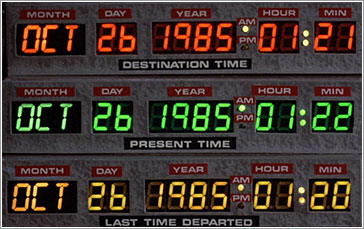 MONTH DAY YEAR AM PM HOUR MIN
OCT 26 1985 01:21
DESTINATION TIME
MONTH DAY YEAR AM PM HOUR MIN
OCT 26 1985 01:22
PRESENT TIME
MONTH DAY YEAR AM PM HOUR MIN
OCT 26 1985 01:20
LAST TIME DEPARTED